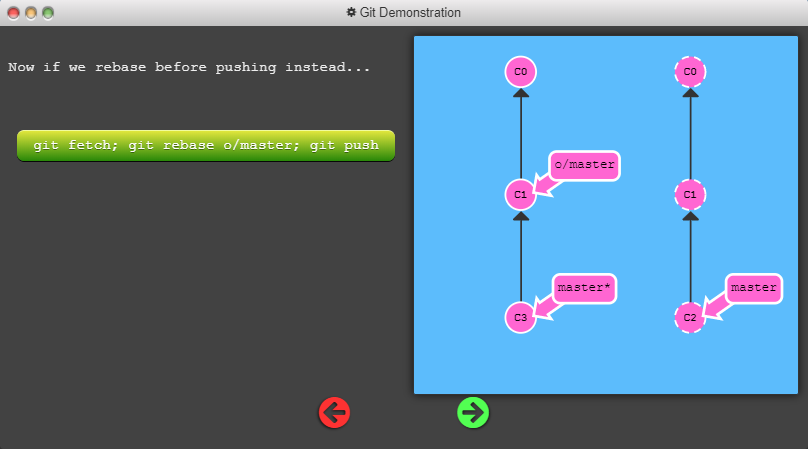 Git Demonstration
Now if we rebase before pushing instead...
git fetch; git rebase o/master; git push
C0
C0
o/master
C1
C1
master*
master
C3
C2